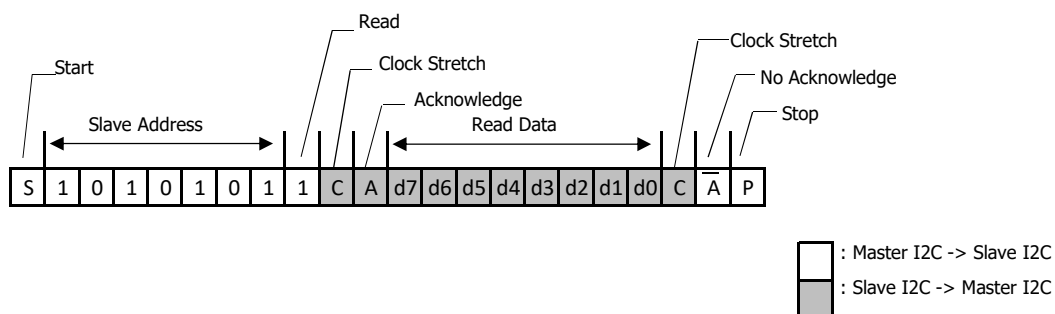 Read
Clock Stretch
Start
Clock Stretch
No Acknowledge
Acknowledge
Stop
Slave Address
Read Data
S 1 0 1 0 1 0 1 1 C A d7 d6 d5 d4 d3 d2 d1 d0 C A̅ P
: Master I2C -> Slave I2C
: Slave I2C -> Master I2C